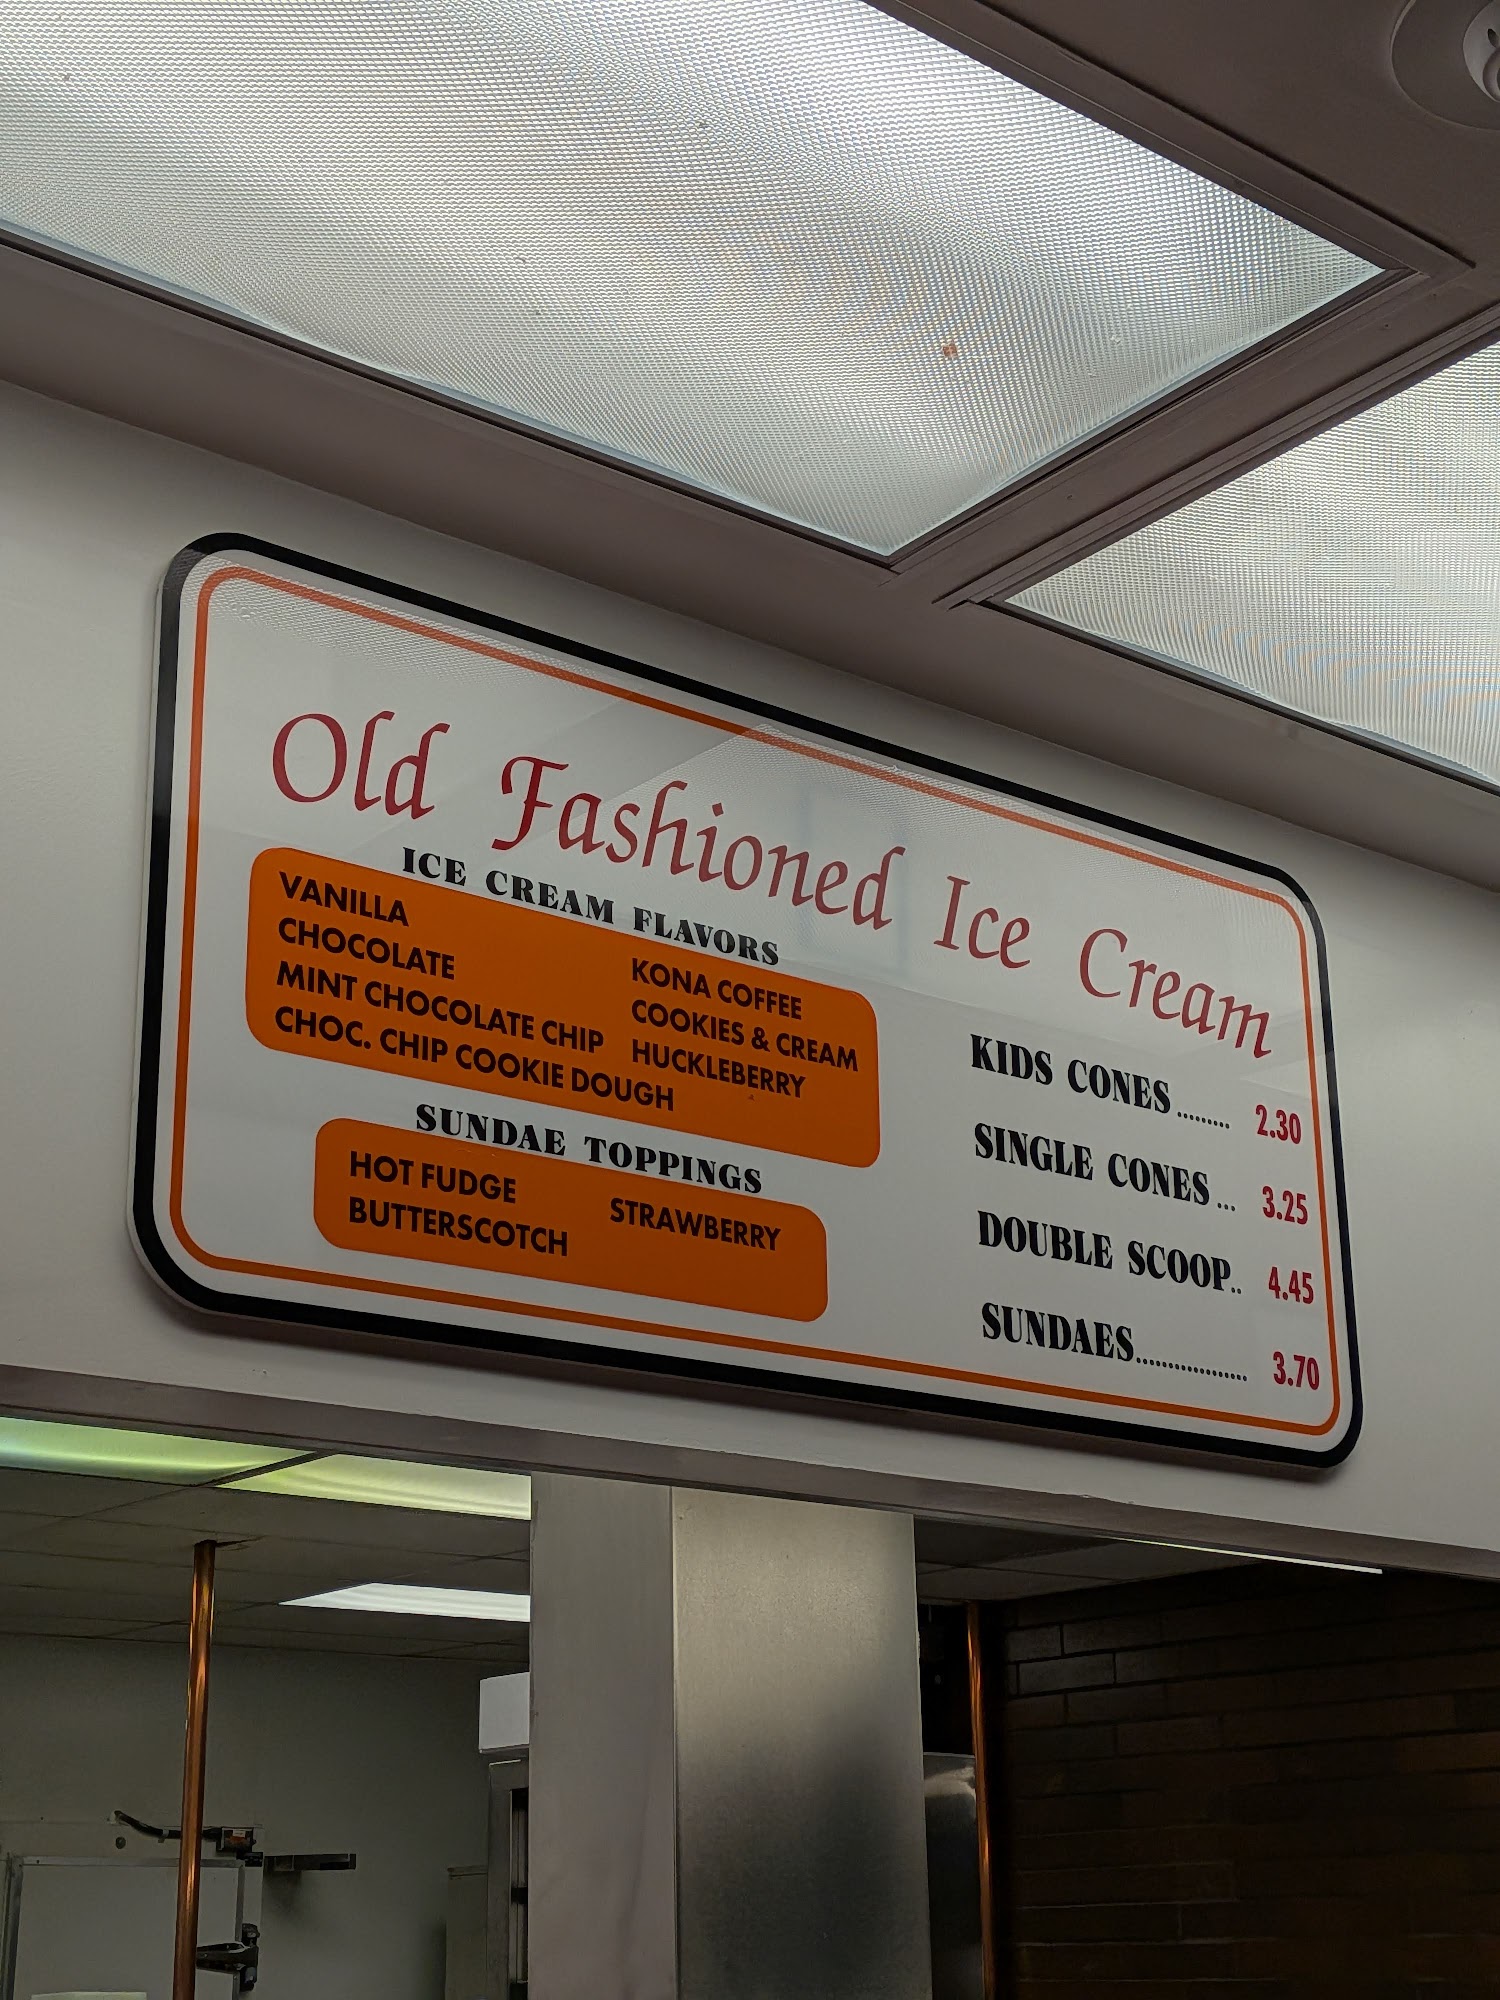 Old Fashioned Ice Cream
ICE CREAM FLAVORS
VANILLA
CHOCOLATE
MINT CHOCOLATE CHIP
CHOC. CHIP COOKIE DOUGH
KONA COFFEE
COOKIES & CREAM
HUCKLEBERRY
SUNDAE TOPPINGS
HOT FUDGE
BUTTERSCOTCH
STRAWBERRY
KIDS CONES......... 2.30
SINGLE CONES... 3.25
DOUBLE SCOOP.. 4.45
SUNDAES.................... 3.70